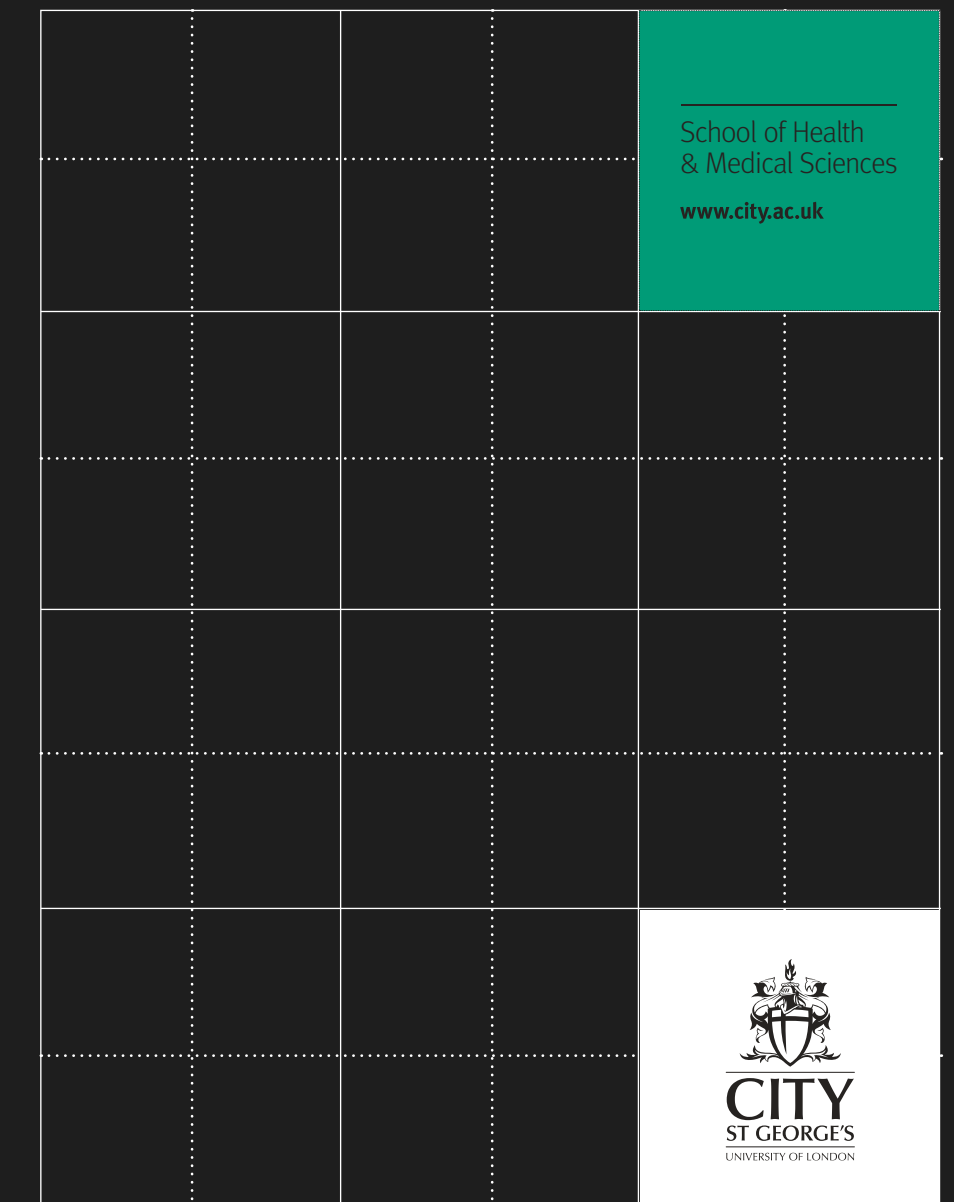 School of Health
& Medical Sciences
www.city.ac.uk
CITY
ST GEORGE'S
UNIVERSITY OF LONDON